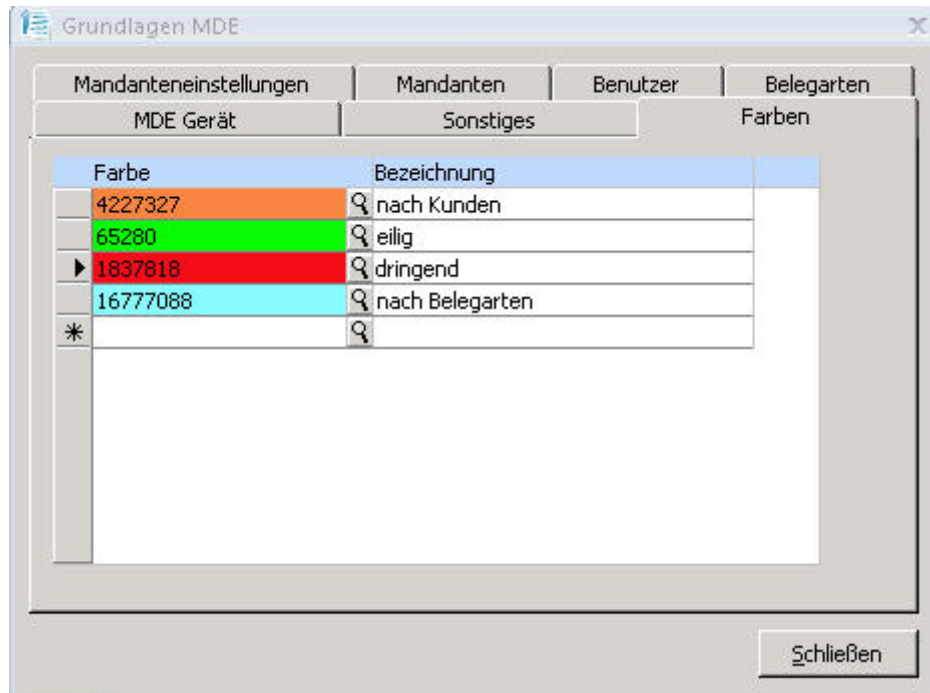 Grundlagen MDE
Mandanteneinstellungen Mandanten Benutzer Belegarten
MDE Gerät Sonstiges Farben
Farbe Bezeichnung
4227327 nach Kunden
65280 eilig
1837818 dringend
16777088 nach Belegarten
Schließen